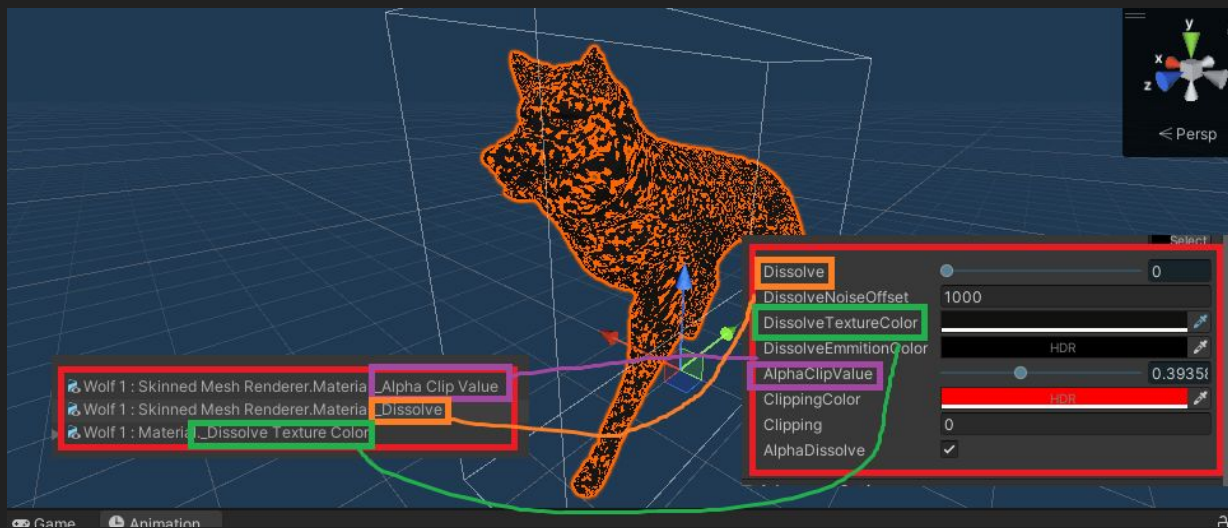 y
x
z
< Persp
Select
Dissolve 0
DissolveNoiseOffset 1000
DissolveTextureColor
DissolveEmmitionColor HDR
AlphaClipValue 0.3935
ClippingColor HDR
Clipping 0
AlphaDissolve
Wolf 1 : Skinned Mesh Renderer.Material._Alpha Clip Value
Wolf 1 : Skinned Mesh Renderer.Material._Dissolve
Wolf 1 : Material._Dissolve Texture Color
Game Animation